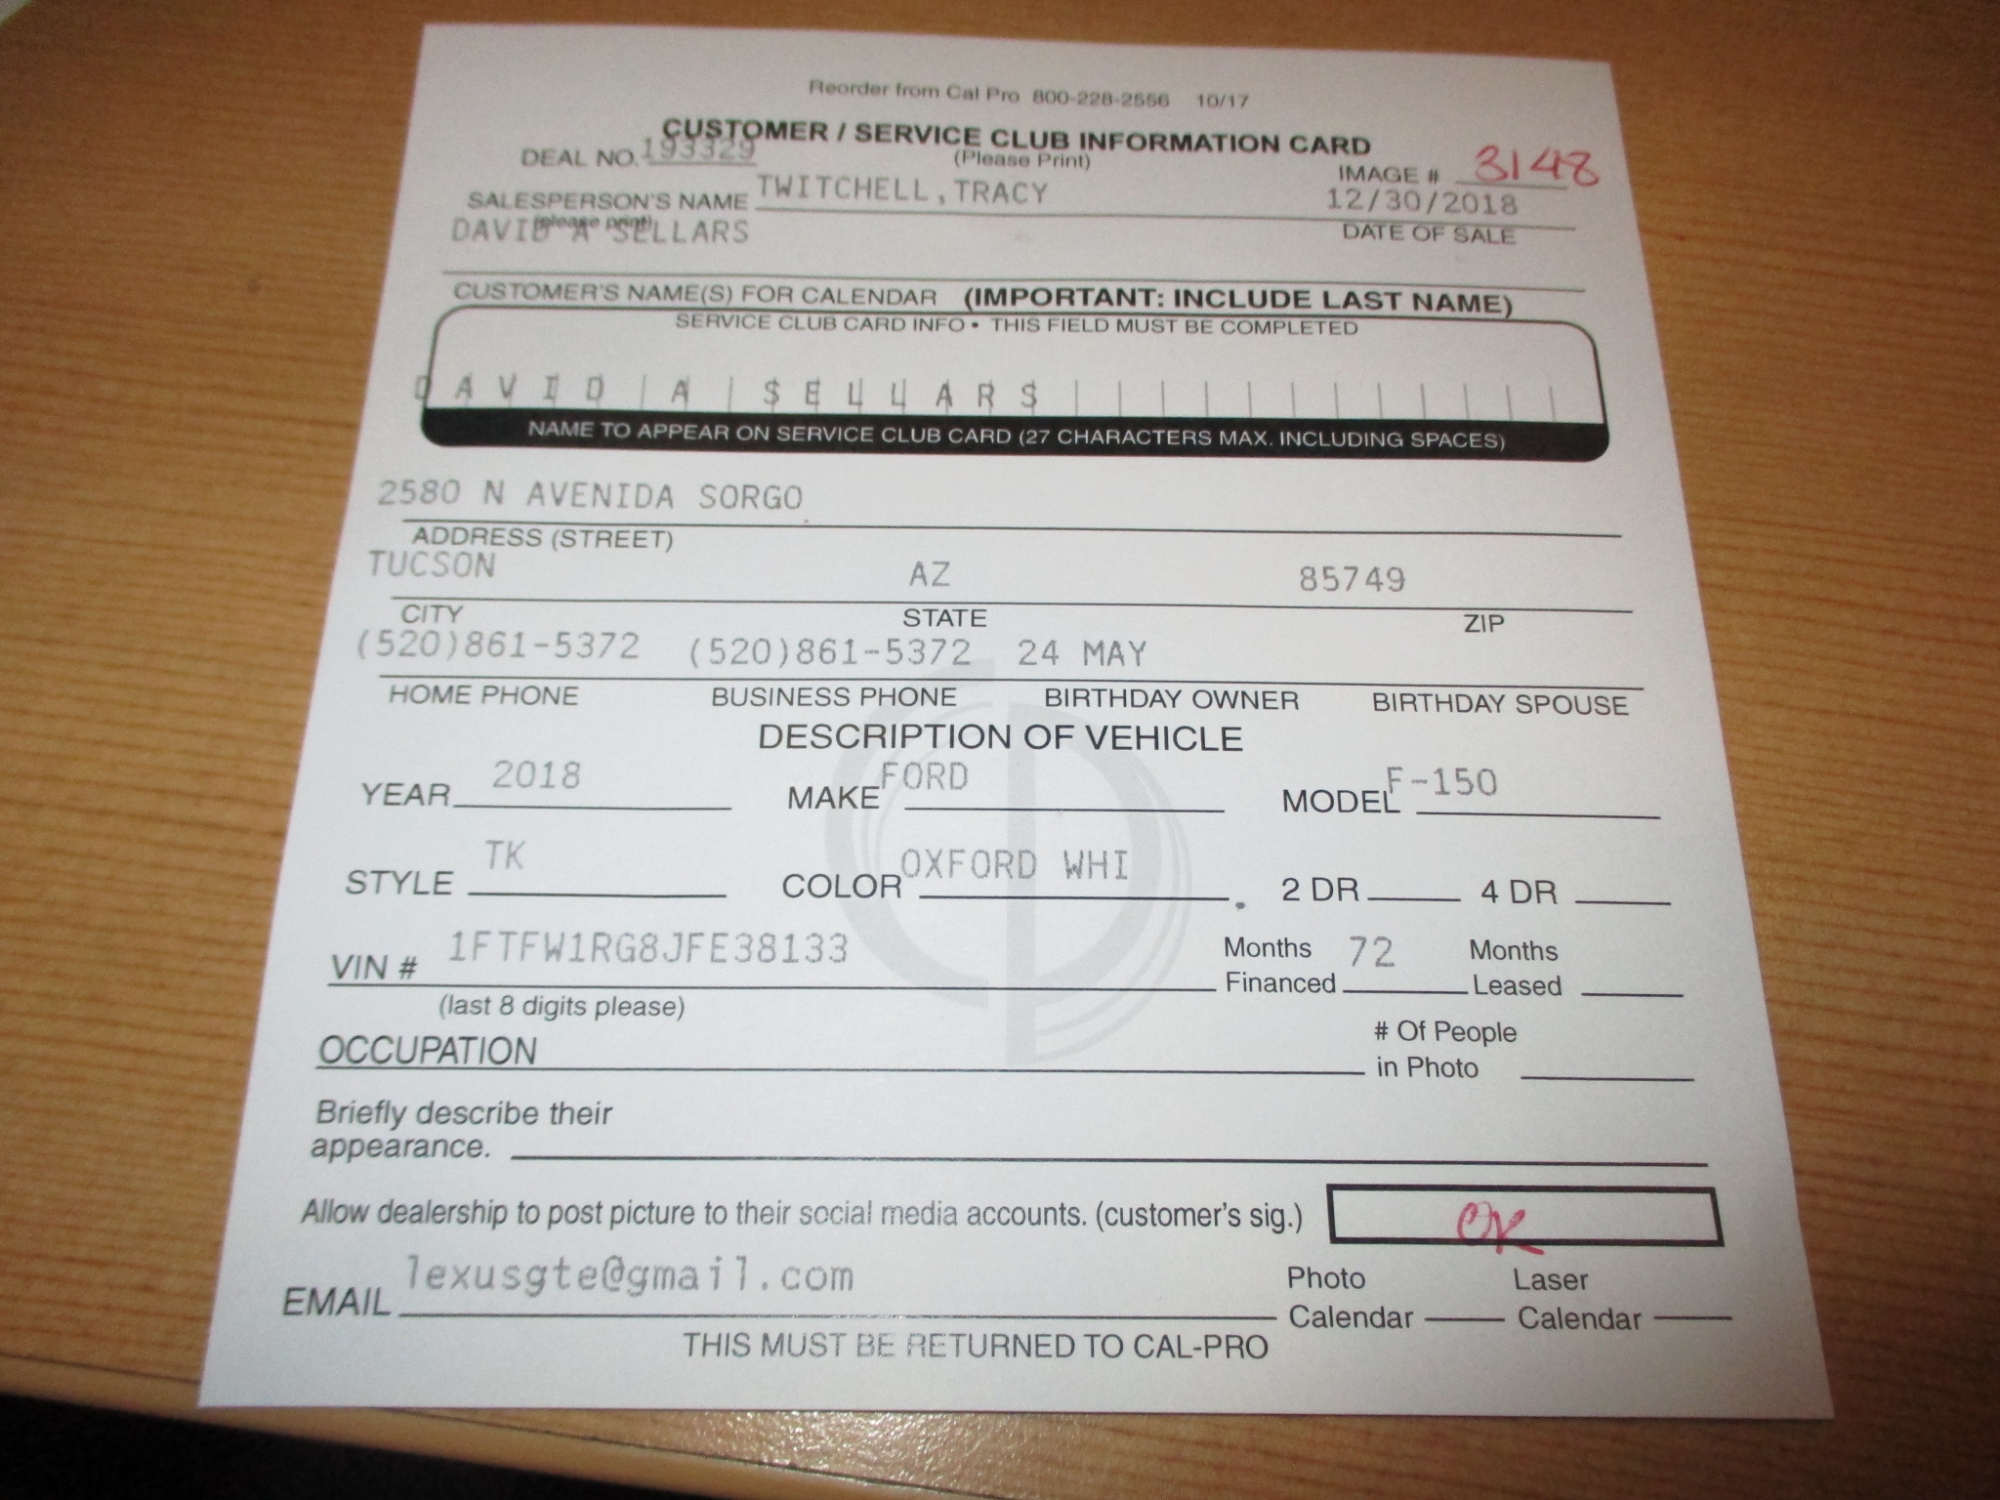 Reorder from Cal Pro 800-228-2556 10/17
CUSTOMER / SERVICE CLUB INFORMATION CARD
DEAL NO. 193329 (Please Print) IMAGE # 3148
SALESPERSON'S NAME TWITCHELL,TRACY 12/30/2018
(please print) DATE OF SALE
DAVID A SELLARS
CUSTOMER'S NAME(S) FOR CALENDAR (IMPORTANT: INCLUDE LAST NAME)
SERVICE CLUB CARD INFO • THIS FIELD MUST BE COMPLETED
DAVID A SELLARS
NAME TO APPEAR ON SERVICE CLUB CARD (27 CHARACTERS MAX. INCLUDING SPACES)
2580 N AVENIDA SORGO
ADDRESS (STREET)
TUCSON AZ 85749
CITY STATE ZIP
(520)861-5372 (520)861-5372 24 MAY
HOME PHONE BUSINESS PHONE BIRTHDAY OWNER BIRTHDAY SPOUSE
DESCRIPTION OF VEHICLE
YEAR 2018 MAKE FORD MODEL F-150
STYLE TK COLOR OXFORD WHI 2 DR 4 DR
VIN # 1FTFW1RG8JFE38133 Months Financed 72 Months Leased
(last 8 digits please)
OCCUPATION # Of People in Photo
Briefly describe their
appearance.
Allow dealership to post picture to their social media accounts. (customer's sig.) OK
EMAIL lexusgte@gmail.com Photo Calendar Laser Calendar
THIS MUST BE RETURNED TO CAL-PRO